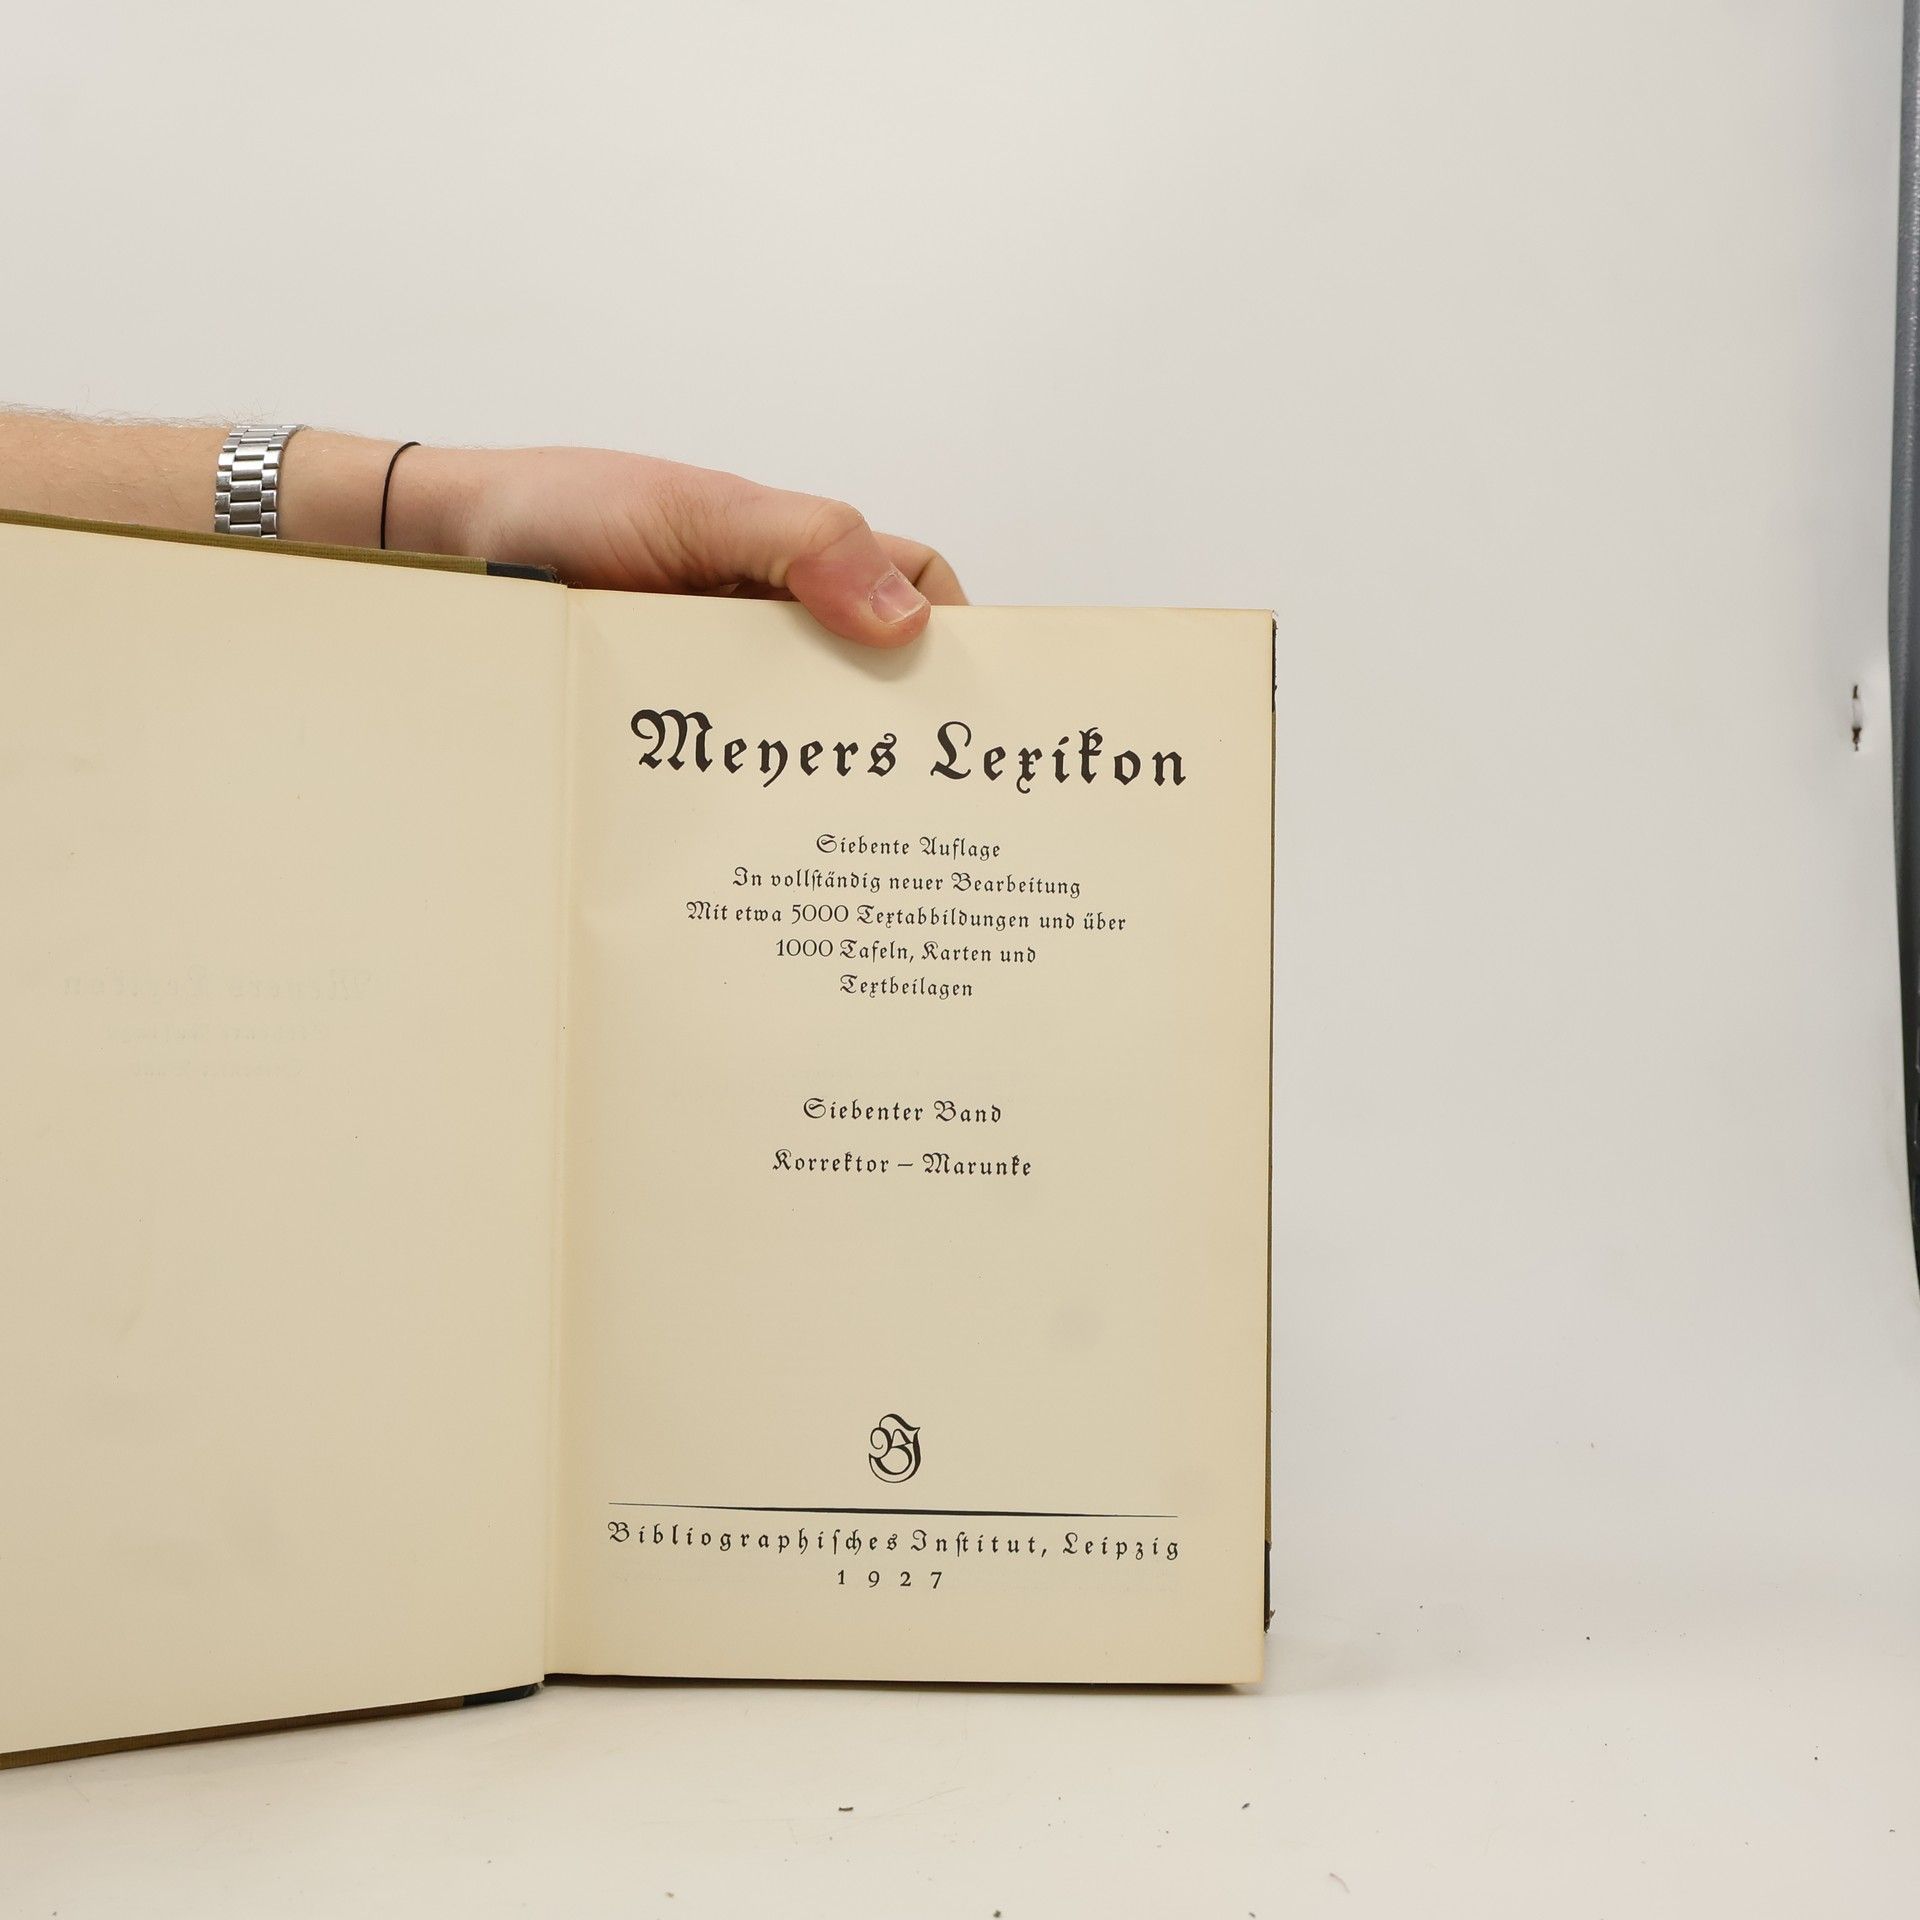 Meyers Lexikon
Siebente Auflage
In vollſtändig neuer Bearbeitung
Mit etwa 5000 Textabbildungen und über
1000 Tafeln, Karten und
Textbeilagen
Siebenter Band
Korrektor – Marunke
BI
Bibliographiſches Inſtitut, Leipzig
1927